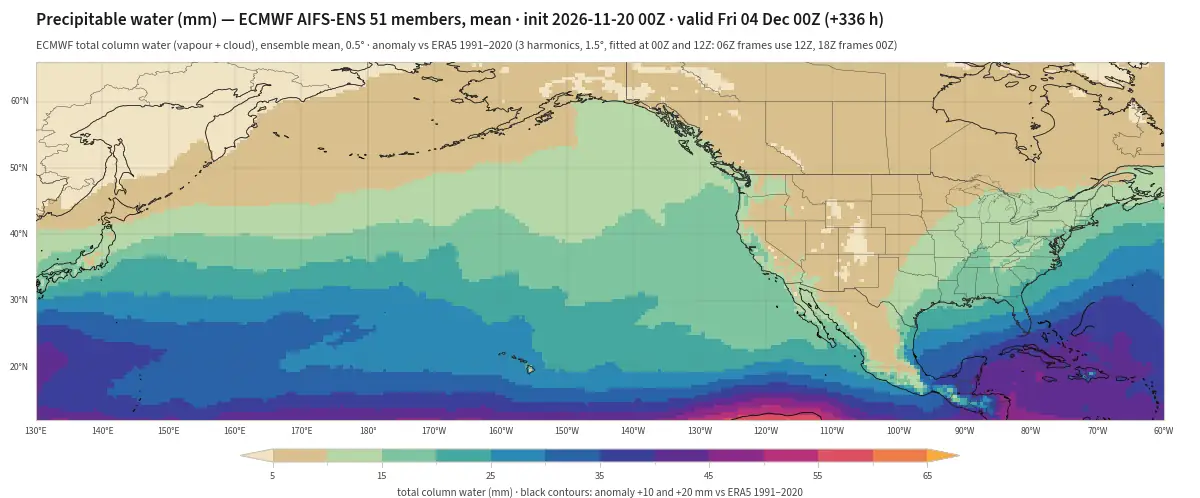 Precipitable water (mm) — ECMWF AIFS-ENS 51 members, mean · init 2026-11-20 00Z · valid Fri 04 Dec 00Z (+336 h)
ECMWF total column water (vapour + cloud), ensemble mean, 0.5° · anomaly vs ERA5 1991–2020 (3 harmonics, 1.5°, fitted at 00Z and 12Z: 06Z frames use 12Z, 18Z frames 00Z)
60°N
50°N
40°N
30°N
20°N
130°E 140°E 150°E 160°E 170°E 180° 170°W 160°W 150°W 140°W 130°W 120°W 110°W 100°W 90°W 80°W 70°W 60°W
5 15 25 35 45 55 65
total column water (mm) · black contours: anomaly +10 and +20 mm vs ERA5 1991–2020